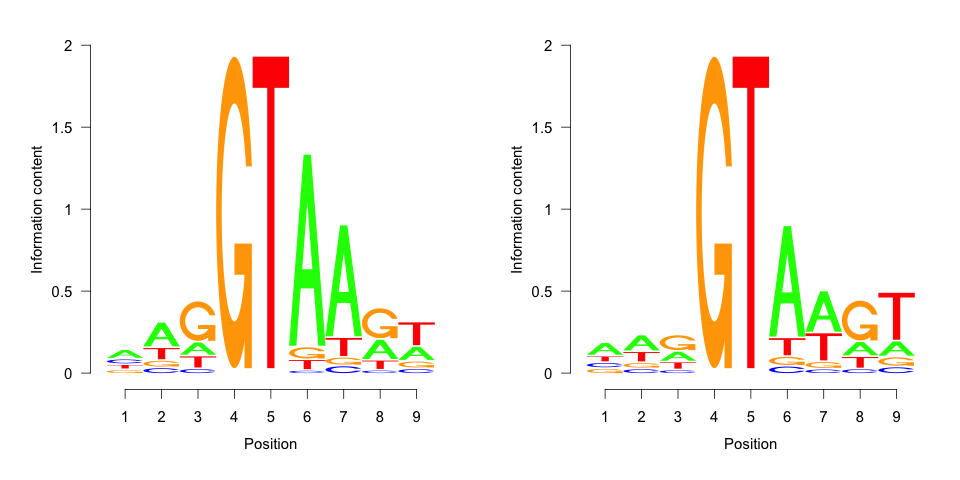 Information content
2
1.5
1
0.5
0
A C T G
A T G C
G A T C
G
T
A G T C
A T G C
G A T C
T A G C
1 2 3 4 5 6 7 8 9
Position
Information content
2
1.5
1
0.5
0
A T C G
A T G C
G A T C
G
T
A T G C
A T G C
G A T C
T A G C
1 2 3 4 5 6 7 8 9
Position